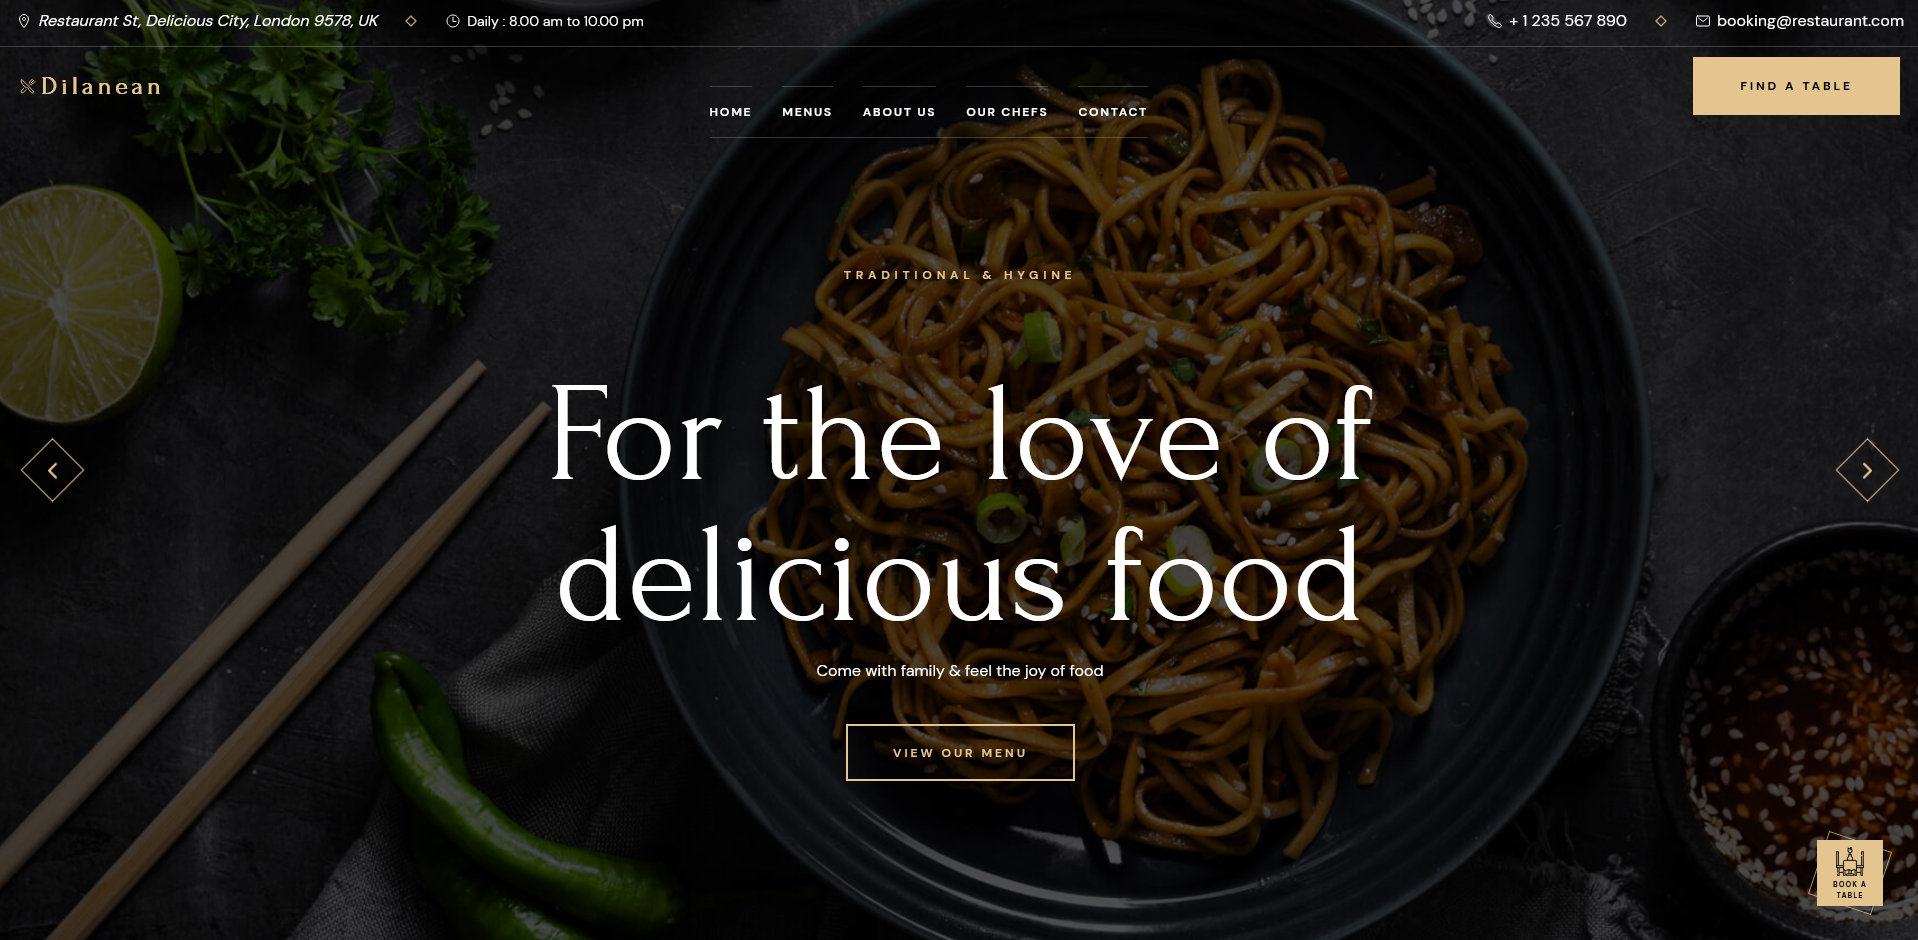 Restaurant St, Delicious City, London 9578, UK
Daily : 8.00 am to 10.00 pm
+ 1 235 567 890
booking@restaurant.com
Dilanean
HOME
MENUS
ABOUT US
OUR CHEFS
CONTACT
FIND A TABLE
TRADITIONAL & HYGINE
For the love of
delicious food
Come with family & feel the joy of food
VIEW OUR MENU
BOOK A
TABLE